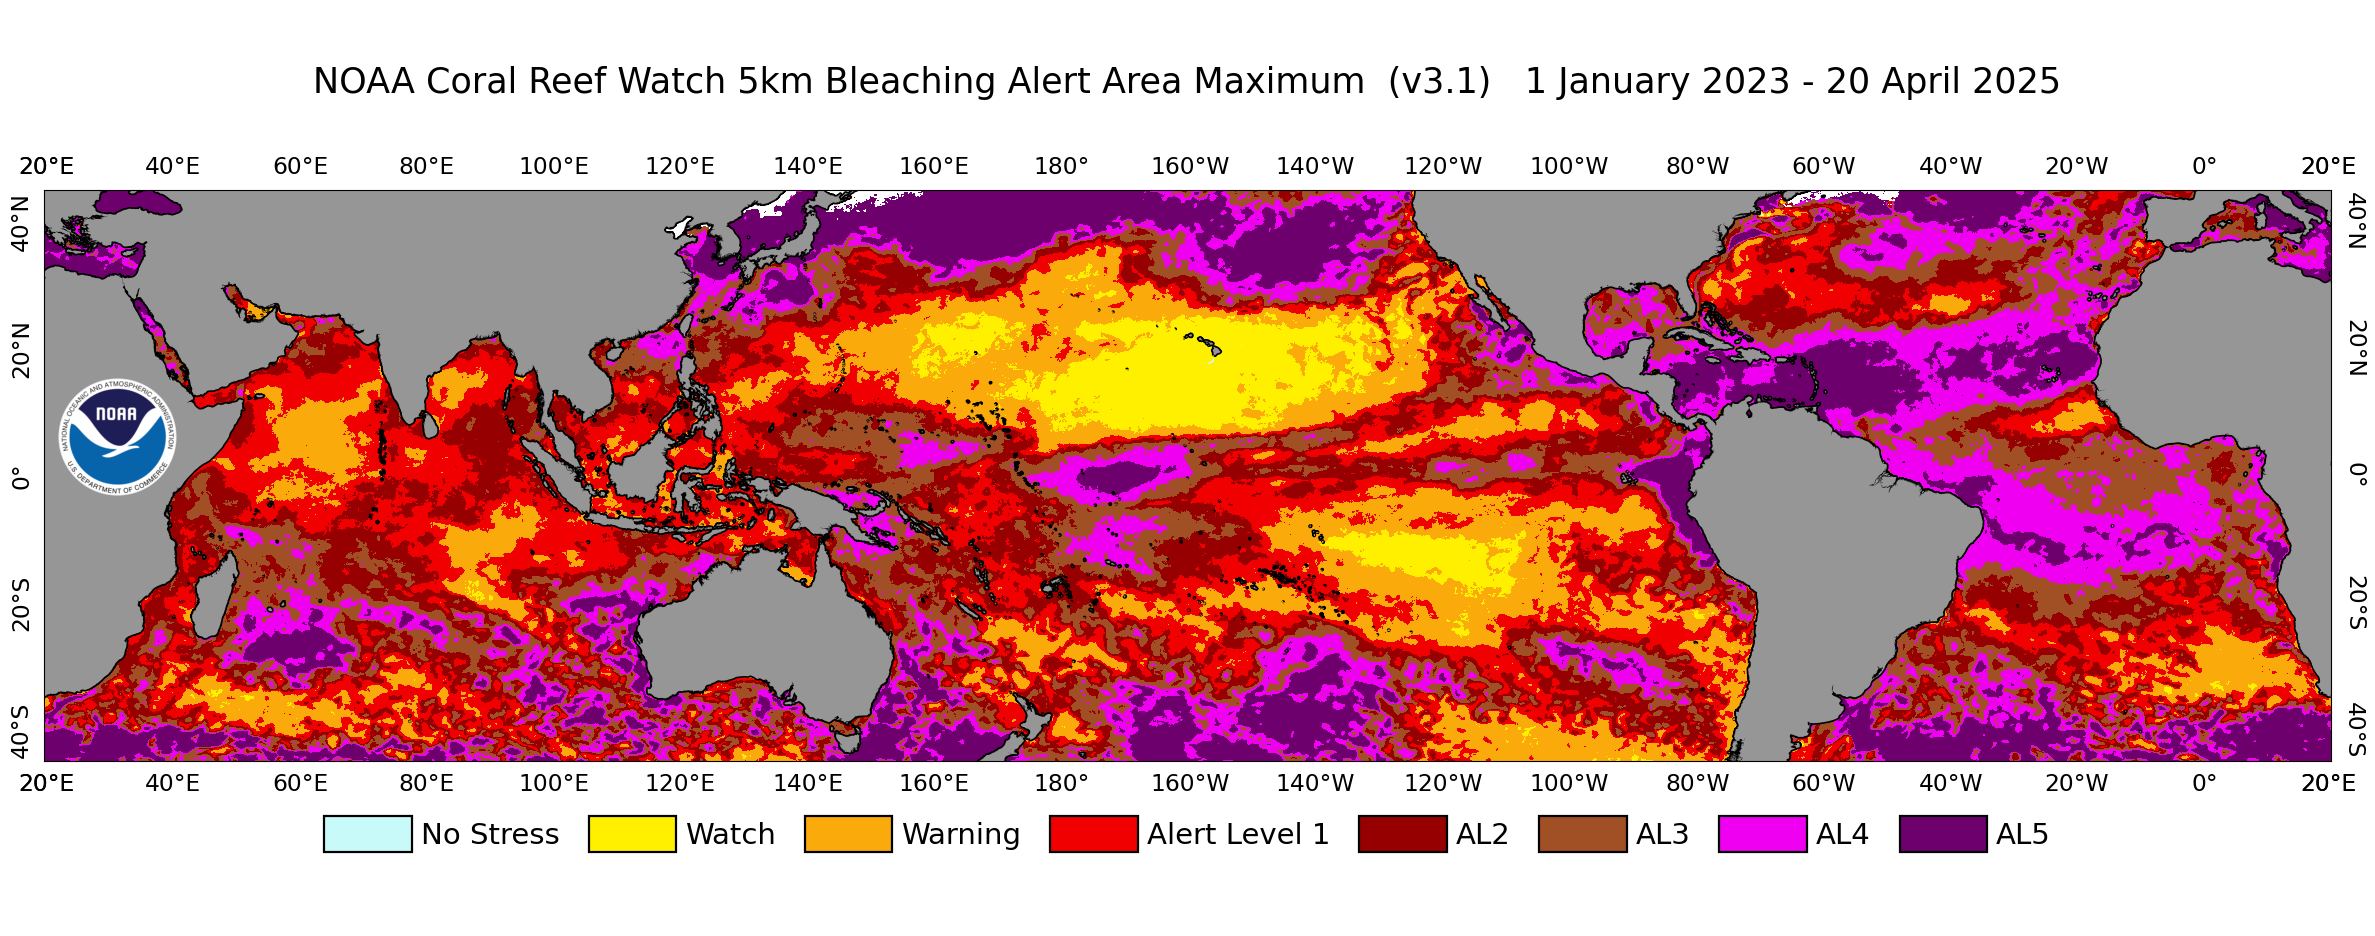 NOAA Coral Reef Watch 5km Bleaching Alert Area Maximum (v3.1) 1 January 2023 - 20 April 2025
20°E 40°E 60°E 80°E 100°E 120°E 140°E 160°E 180° 160°W 140°W 120°W 100°W 80°W 60°W 40°W 20°W 0° 20°E
40°N 40°N
20°N 20°N
NATIONAL OCEANIC AND ATMOSPHERIC ADMINISTRATION
NOAA
U.S. DEPARTMENT OF COMMERCE
0° 0°
20°S 20°S
40°S 40°S
20°E 40°E 60°E 80°E 100°E 120°E 140°E 160°E 180° 160°W 140°W 120°W 100°W 80°W 60°W 40°W 20°W 0° 20°E
No Stress Watch Warning Alert Level 1 AL2 AL3 AL4 AL5